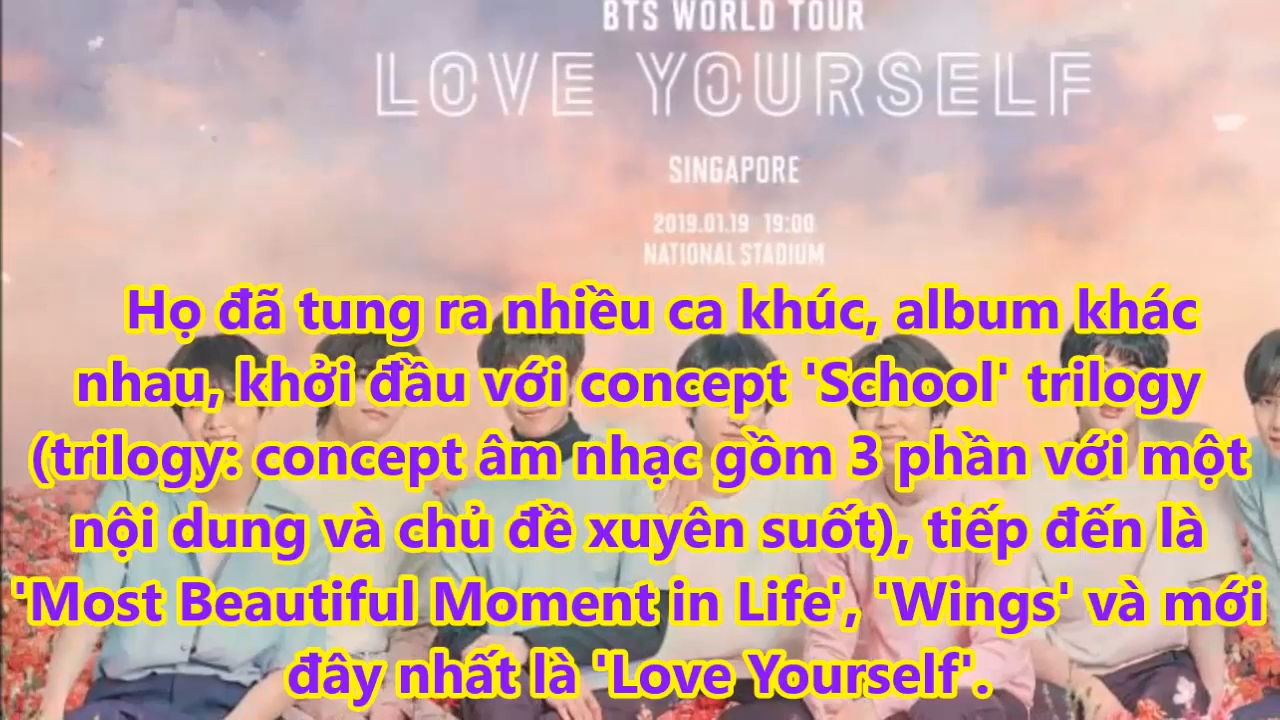 BTS WORLD TOUR
LOVE YOURSELF
SINGAPORE
2019.01.19 19:00
NATIONAL STADIUM
Họ đã tung ra nhiều ca khúc, album khác
nhau, khởi đầu với concept 'School' trilogy
(trilogy: concept âm nhạc gồm 3 phần với một
nội dung và chủ đề xuyên suốt), tiếp đến là
'Most Beautiful Moment in Life', 'Wings' và mới
đây nhất là 'Love Yourself'.